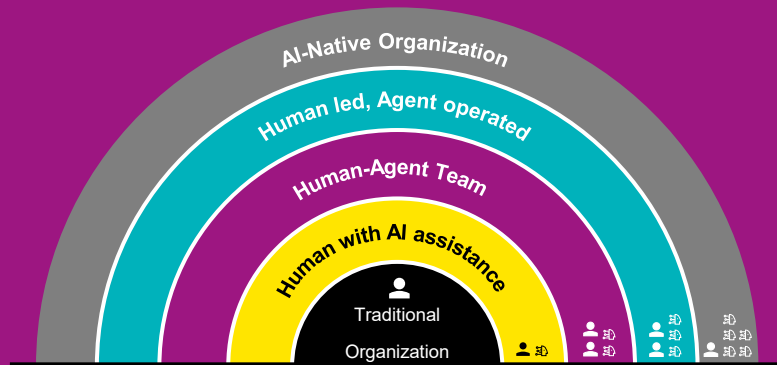 AI-Native Organization
Human led, Agent operated
Human-Agent Team
Human with AI assistance
Traditional
Organization